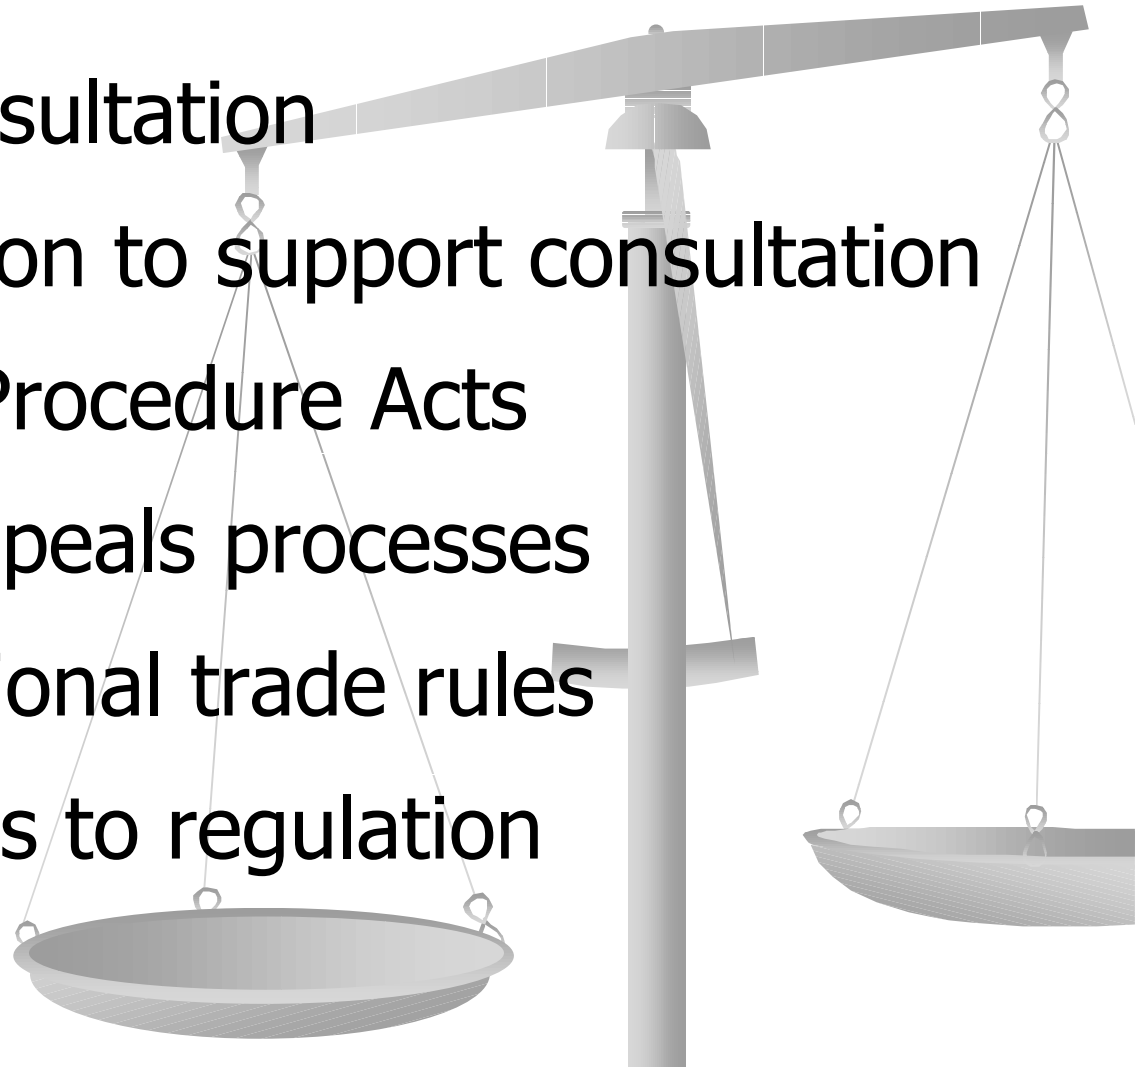 sultation
on to support consultation
Procedure Acts
peals processes
ional trade rules
s to regulation